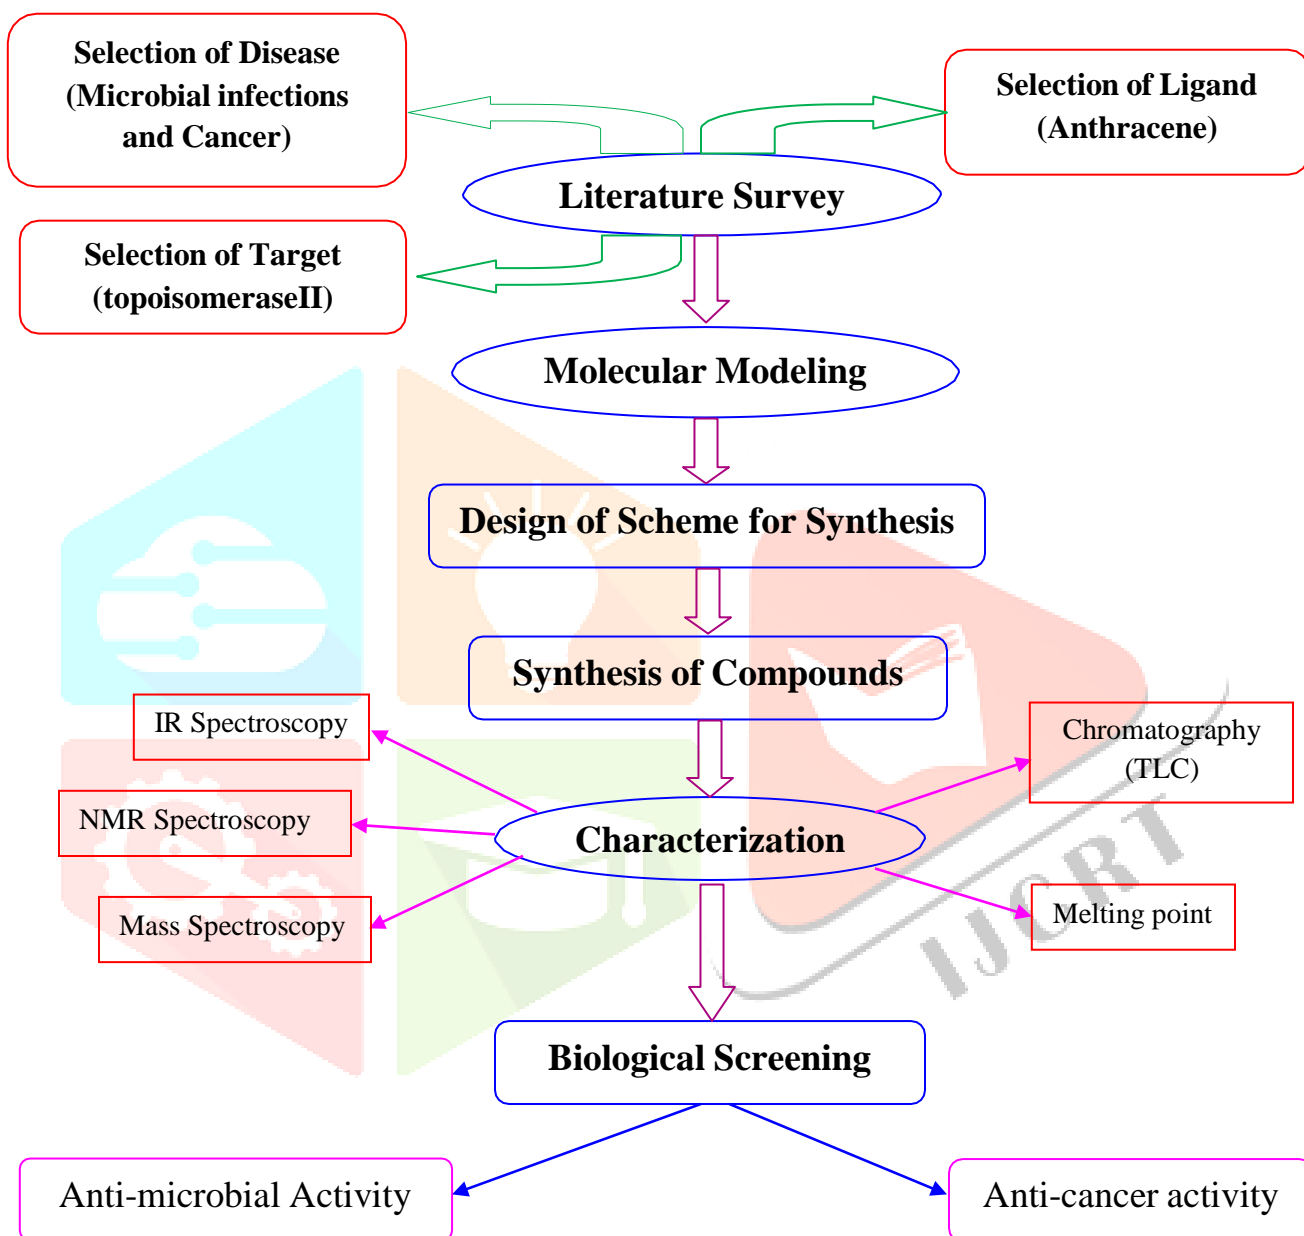 Selection of Disease
(Microbial infections
and Cancer)
Selection of Ligand
(Anthracene)
Literature Survey
Selection of Target
(topoisomeraseII)
Molecular Modeling
Design of Scheme for Synthesis
Synthesis of Compounds
IR Spectroscopy
Chromatography
(TLC)
NMR Spectroscopy
Characterization
Mass Spectroscopy
Melting point
IJCRT
Biological Screening
Anti-microbial Activity
Anti-cancer activity